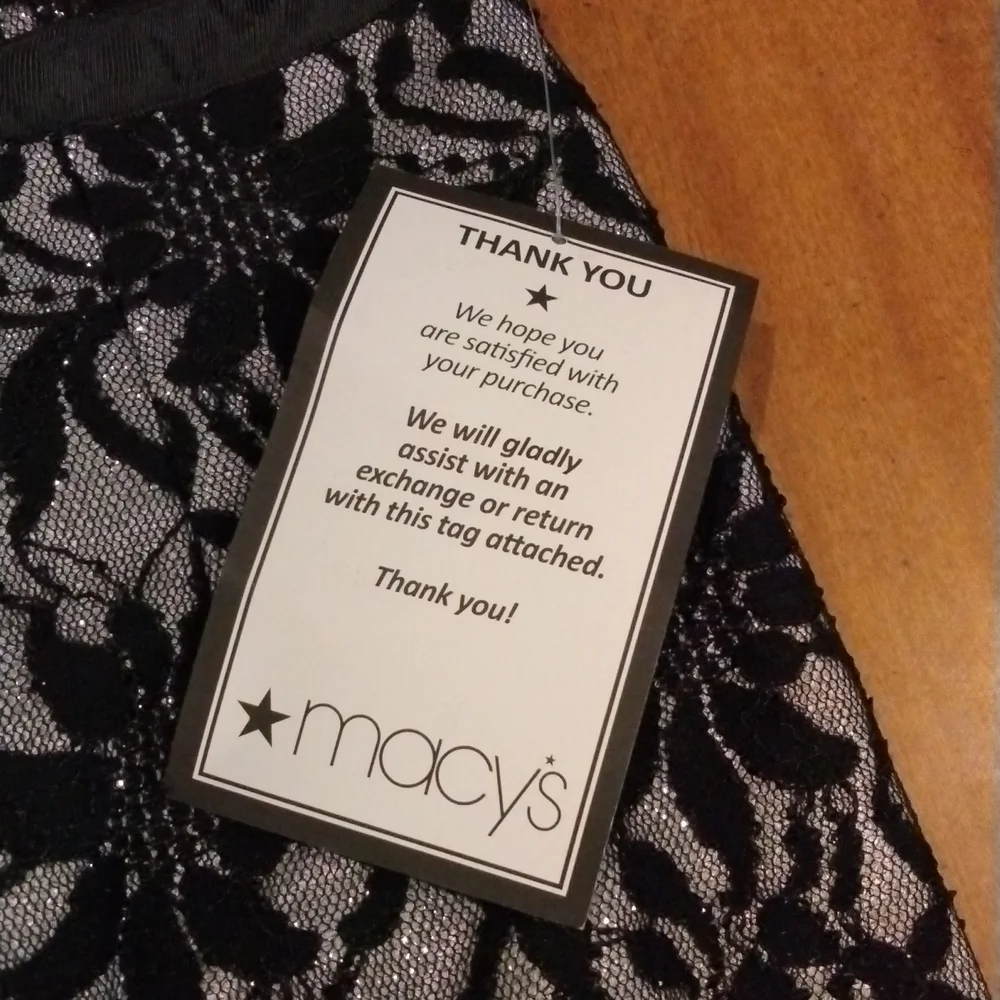 THANK YOU
We hope you
are satisfied with
your purchase.
We will gladly
assist with an
exchange or return
with this tag attached.
Thank you!
macy's